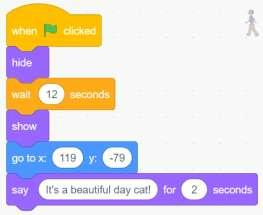 when clicked
hide
wait 12 seconds
show
go to x: 119 y: -79
say It's a beautiful day cat! for 2 seconds